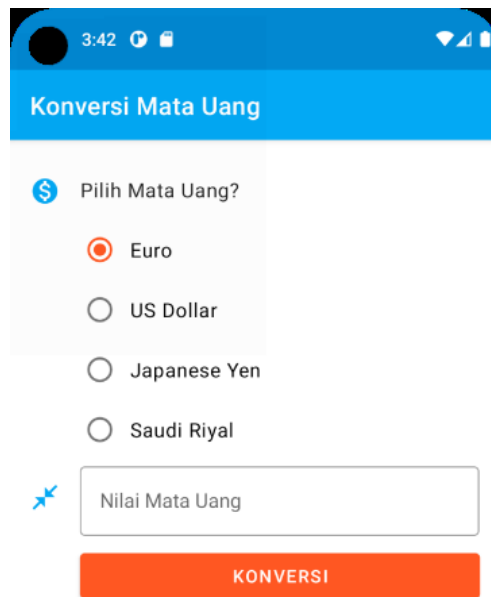 3:42
Konversi Mata Uang
Pilih Mata Uang?
Euro
US Dollar
Japanese Yen
Saudi Riyal
Nilai Mata Uang
KONVERSI